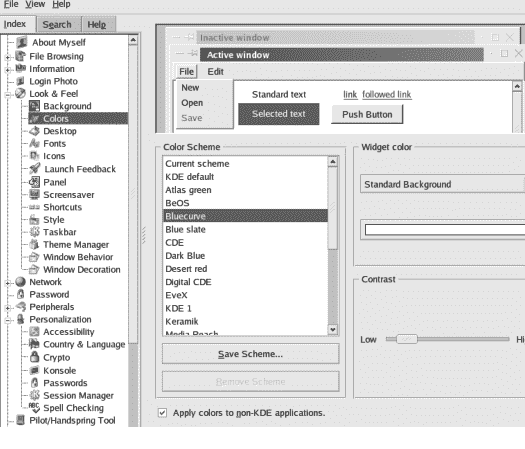 File View Help
Index Search Help
About Myself
File Browsing
Information
Login Photo
Look & Feel
Background
Colors
Desktop
Fonts
Icons
Launch Feedback
Panel
Screensaver
Shortcuts
Style
Taskbar
Theme Manager
Window Behavior
Window Decoration
Network
Password
Peripherals
Personalization
Accessibility
Country & Language
Crypto
Konsole
Passwords
Session Manager
Spell Checking
Pilot/Handspring Tool
Inactive window
Active window
File Edit
New
Open
Save
Standard text
Selected text
link followed link
Push Button
Color Scheme
Current scheme
KDE default
Atlas green
BeOS
Bluecurve
Blue slate
CDE
Dark Blue
Desert red
Digital CDE
EveX
KDE 1
Keramik
Media Peach
Save Scheme...
Remove Scheme
Apply colors to non-KDE applications.
Widget color
Standard Background
Contrast
Low